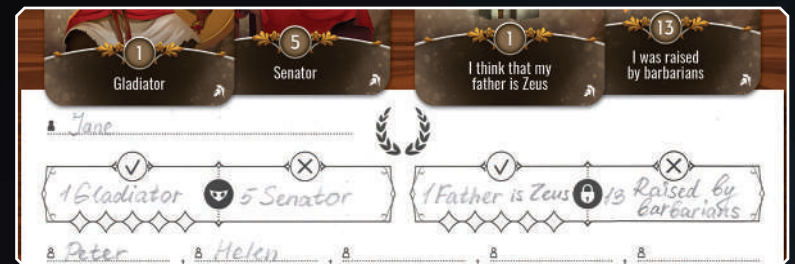 1 5 1 13
Gladiator Senator I think that my I was raised
father is Zeus by barbarians
Jane
1 Gladiator 5 Senator 1 Father is Zeus 13 Raised by
barbarians
Peter , Helen , , ,